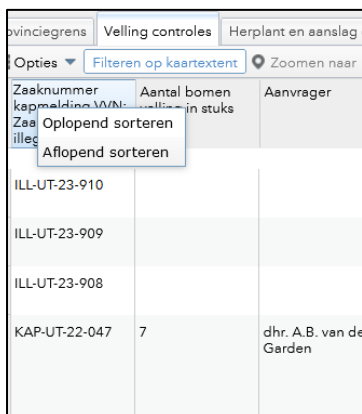 ovinciegrens Velling controles Herplant en aanslag
Opties Filteren op kaartextent Zoomen naar
Zaaknummer Aantal bomen Aanvrager
kapmelding VVN: velling in stuks
Oplopend sorteren
Aflopend sorteren
ILL-UT-23-910
ILL-UT-23-909
ILL-UT-23-908
KAP-UT-22-047 7 dhr. A.B. van de
Garden